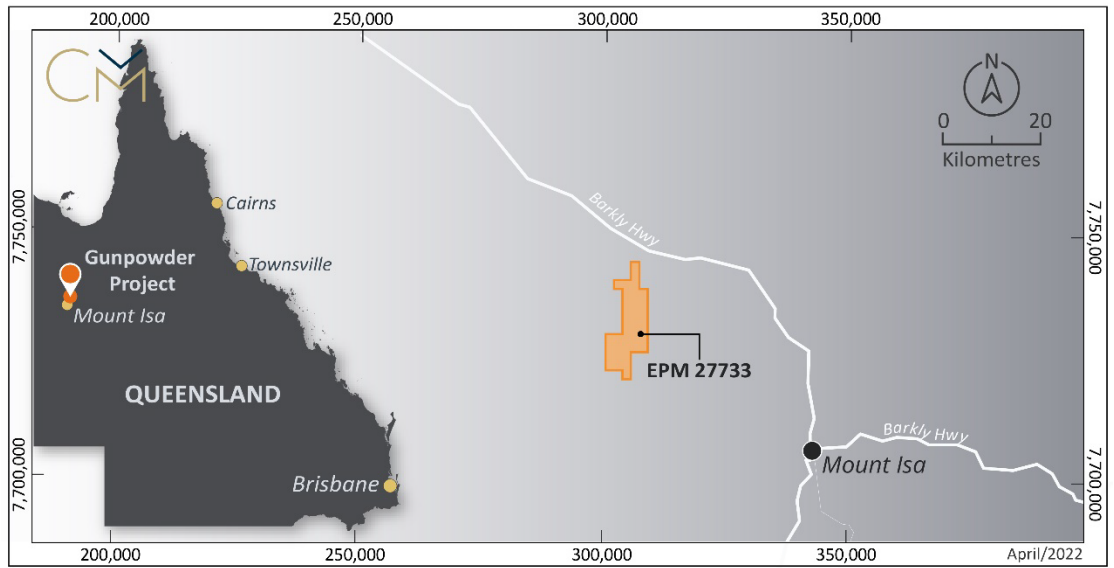 200,000
250,000
300,000
350,000
CM
N
0 20
Kilometres
7,750,000
7,700,000
Cairns
Townsville
Gunpowder
Project
Mount Isa
QUEENSLAND
Brisbane
Barkly Hwy
EPM 27733
Barkly Hwy
Mount Isa
7,750,000
7,700,000
200,000
250,000
300,000
350,000
April/2022